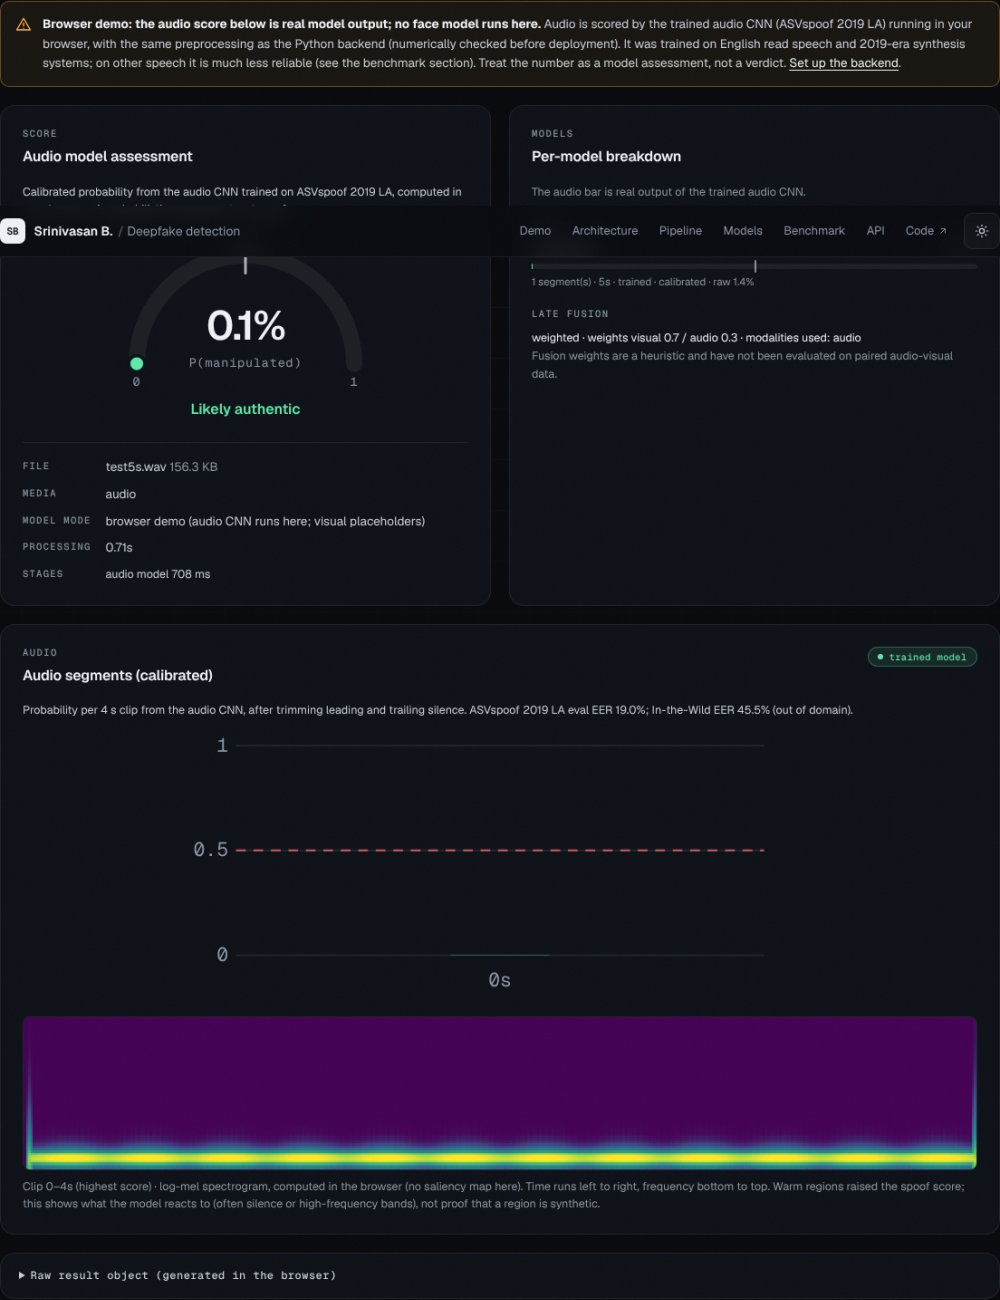 Browser demo: the audio score below is real model output; no face model runs here. Audio is scored by the trained audio CNN (ASVspoof 2019 LA) running in your
browser, with the same preprocessing as the Python backend (numerically checked before deployment). It was trained on English read speech and 2019-era synthesis
systems; on other speech it is much less reliable (see the benchmark section). Treat the number as a model assessment, not a verdict. Set up the backend.
SCORE
Audio model assessment
Calibrated probability from the audio CNN trained on ASVspoof 2019 LA, computed in
MODELS
Per-model breakdown
The audio bar is real output of the trained audio CNN.
SB Srinivasan B. / Deepfake detection
Demo Architecture Pipeline Models Benchmark API Code ↗
0.1%
P(manipulated)
0 1
Likely authentic
FILE test5s.wav 156.3 KB
MEDIA audio
MODEL MODE browser demo (audio CNN runs here; visual placeholders)
PROCESSING 0.71s
STAGES audio model 708 ms
1 segment(s) · 5s · trained · calibrated · raw 1.4%
LATE FUSION
weighted · weights visual 0.7 / audio 0.3 · modalities used: audio
Fusion weights are a heuristic and have not been evaluated on paired audio-visual
data.
AUDIO
trained model
Audio segments (calibrated)
Probability per 4 s clip from the audio CNN, after trimming leading and trailing silence. ASVspoof 2019 LA eval EER 19.0%; In-the-Wild EER 45.5% (out of domain).
1
0.5
0
0s
Clip 0–4s (highest score) · log-mel spectrogram, computed in the browser (no saliency map here). Time runs left to right, frequency bottom to top. Warm regions raised the spoof score;
this shows what the model reacts to (often silence or high-frequency bands), not proof that a region is synthetic.
Raw result object (generated in the browser)